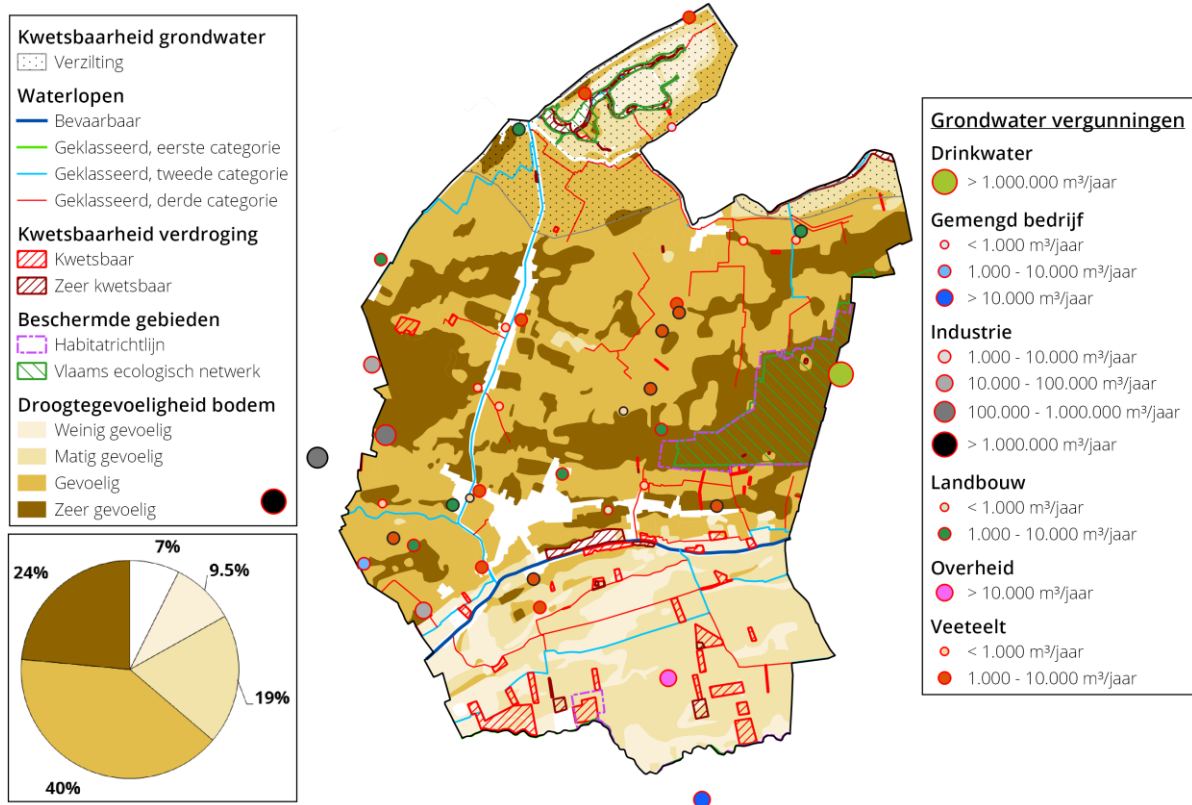 Kwetsbaarheid grondwater
Verzilting
Waterlopen
Bevaarbaar
Geklasseerd, eerste categorie
Geklasseerd, tweede categorie
Geklasseerd, derde categorie
Kwetsbaarheid verdroging
Kwetsbaar
Zeer kwetsbaar
Beschermde gebieden
Habitatrichtlijn
Vlaams ecologisch netwerk
Droogtegevoeligheid bodem
Weinig gevoelig
Matig gevoelig
Gevoelig
Zeer gevoelig
7%
9.5%
24%
19%
40%
Grondwater vergunningen
Drinkwater
> 1.000.000 m³/jaar
Gemengd bedrijf
< 1.000 m³/jaar
1.000 - 10.000 m³/jaar
> 10.000 m³/jaar
Industrie
1.000 - 10.000 m³/jaar
10.000 - 100.000 m³/jaar
100.000 - 1.000.000 m³/jaar
> 1.000.000 m³/jaar
Landbouw
< 1.000 m³/jaar
1.000 - 10.000 m³/jaar
Overheid
> 10.000 m³/jaar
Veeteelt
< 1.000 m³/jaar
1.000 - 10.000 m³/jaar